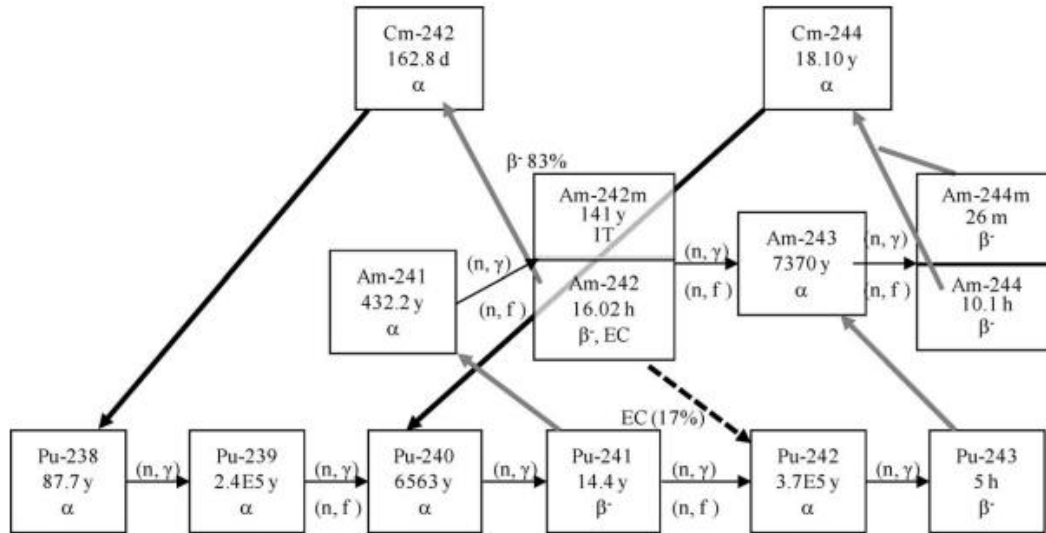 Cm-242
162.8 d
α
Cm-244
18.10 y
α
β- 83%
Am-242m
141 y
IT
Am-244m
26 m
β-
Am-241
432.2 y
α
(n, γ)
(n, f )
Am-242
16.02 h
β-, EC
(n, γ)
(n, f )
Am-243
7370 y
α
(n, γ)
(n, f )
Am-244
10.1 h
β-
EC (17%)
Pu-238
87.7 y
α
(n, γ)
Pu-239
2.4E5 y
α
(n, γ)
(n, f )
Pu-240
6563 y
α
(n, γ)
Pu-241
14.4 y
β-
(n, γ)
(n, f )
Pu-242
3.7E5 y
α
(n, γ)
Pu-243
5 h
β-